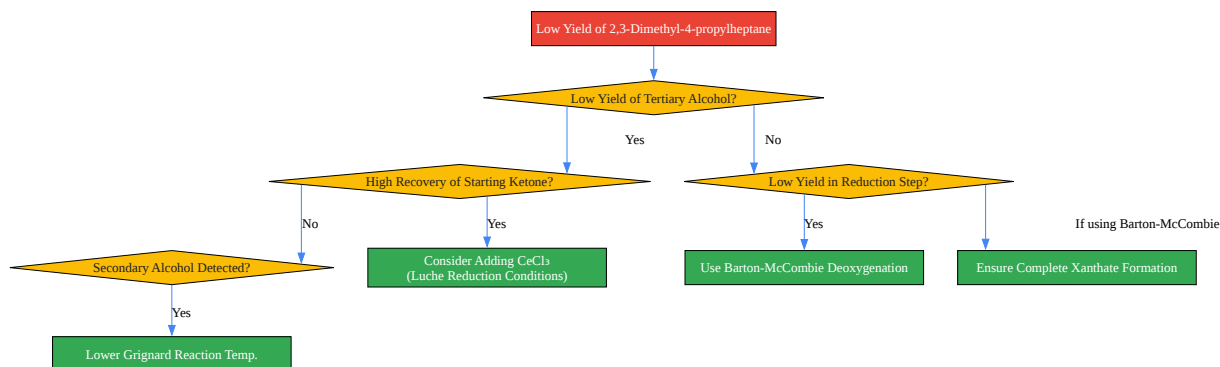 Low Yield of 2,3-Dimethyl-4-propylheptane
Low Yield of Tertiary Alcohol?
Yes
No
High Recovery of Starting Ketone?
Low Yield in Reduction Step?
No
Yes
Yes
If using Barton-McCombie
Secondary Alcohol Detected?
Consider Adding CeCl₃
(Luche Reduction Conditions)
Use Barton-McCombie Deoxygenation
Ensure Complete Xanthate Formation
Yes
Lower Grignard Reaction Temp.